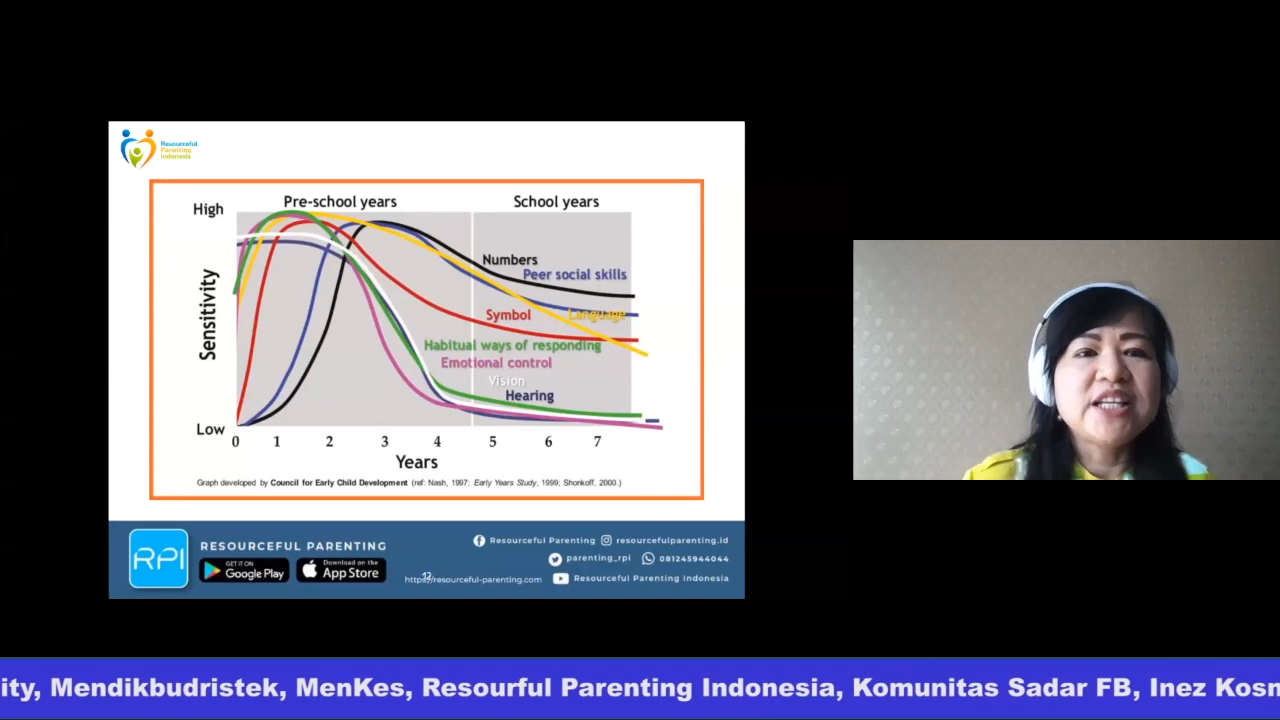 Resourceful
Parenting
Indonesia
Pre-school years
School years
High
Sensitivity
Numbers
Peer social skills
Symbol
Language
Habitual ways of responding
Emotional control
Vision
Hearing
Low
0 1 2 3 4 5 6 7
Years
Graph developed by Council for Early Child Development (ref: Nash, 1997; Early Years Study, 1999; Shonkoff, 2000.)
RPI
RESOURCEFUL PARENTING
GET IT ON
Google Play
Download on the
App Store
12
https://resourceful-parenting.com
Resourceful Parenting
resourcefulparenting.id
parenting_rpi
081245944044
Resourceful Parenting Indonesia
ity, Mendikbudristek, MenKes, Resourful Parenting Indonesia, Komunitas Sadar FB, Inez Kosn